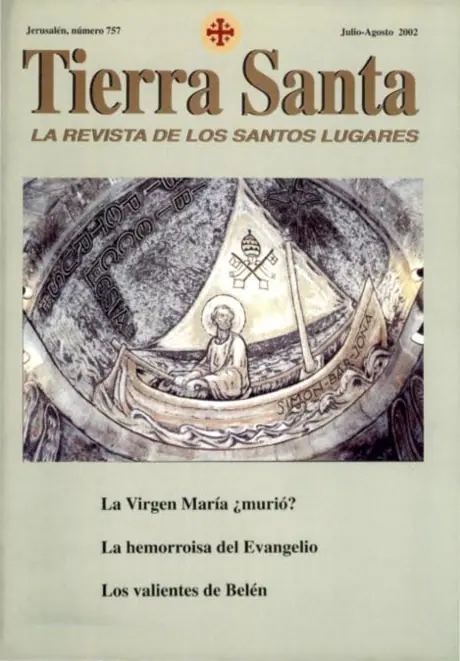 Jerusalén, número 757
Julio-Agosto 2002
Tierra Santa
LA REVISTA DE LOS SANTOS LUGARES
SIMON·BAR·JONA
La Virgen María ¿murió?
La hemorroisa del Evangelio
Los valientes de Belén